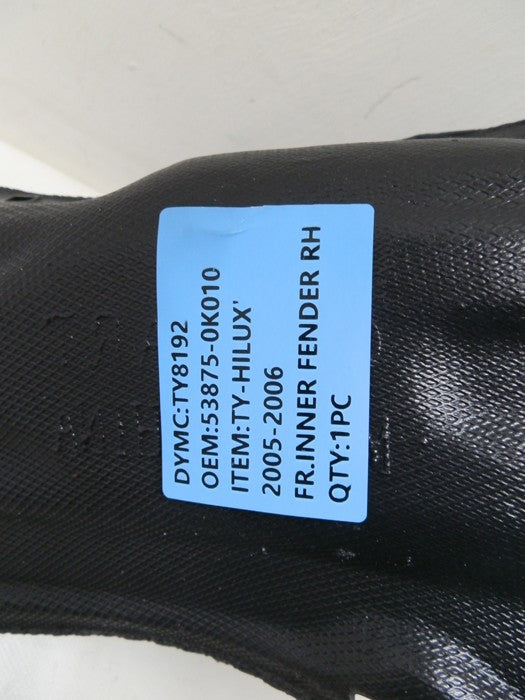 DYMC:TY8192
OEM:53875-0K010
ITEM:TY-HILUX'
2005-2006
FR.INNER FENDER RH
QTY:1PC